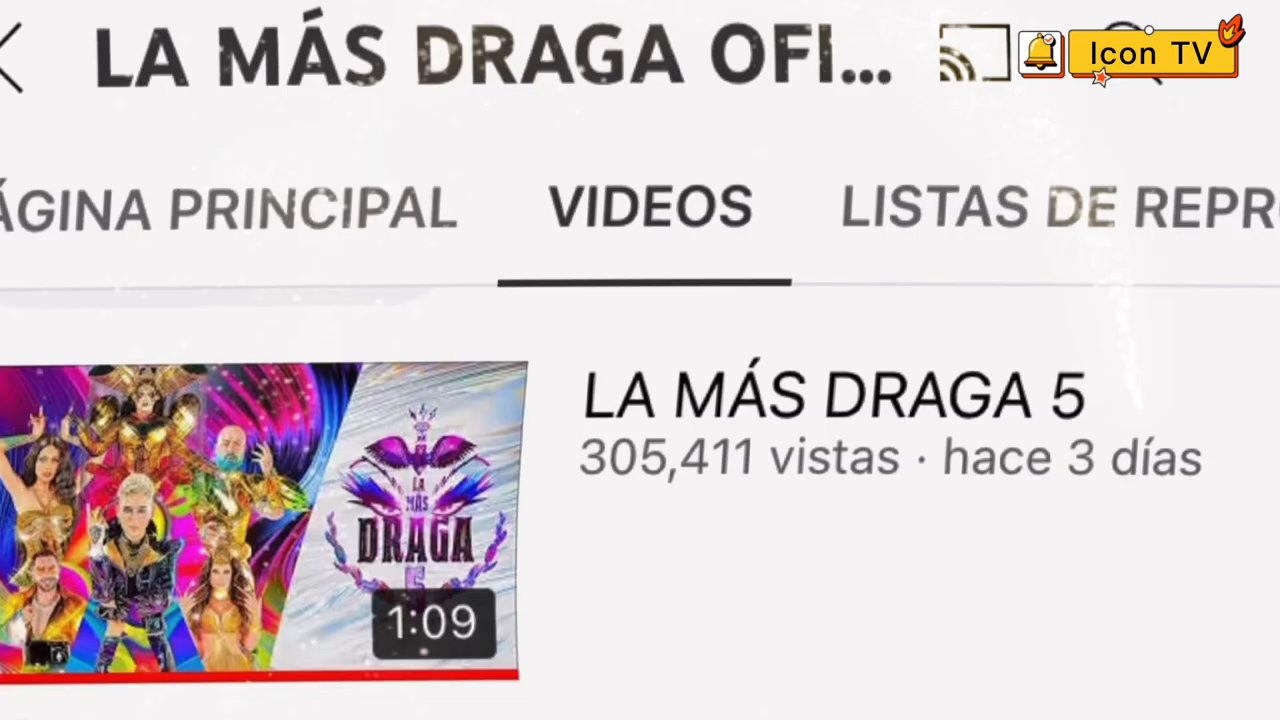 LA MÁS DRAGA OFI...
Icon TV
ÁGINA PRINCIPAL
VIDEOS
LISTAS DE REPR
LA MÁS DRAGA 5
305,411 vistas · hace 3 días
LA
MÁS
DRAGA
5
1:09